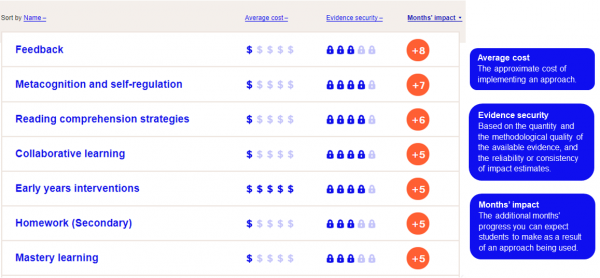 Sort by Name – Average cost – Evidence security – Months' impact
Feedback $ $ $ $ $ +8
Metacognition and self-regulation $ $ $ $ $ +7
Reading comprehension strategies $ $ $ $ $ +6
Collaborative learning $ $ $ $ $ +5
Early years interventions $ $ $ $ $ +5
Homework (Secondary) $ $ $ $ $ +5
Mastery learning $ $ $ $ $ +5
Average cost
The approximate cost of
implementing an approach.
Evidence security
Based on the quantity and
the methodological quality of
the available evidence, and
the reliability or consistency
of impact estimates.
Months' impact
The additional months'
progress you can expect
students to make as a result
of an approach being used.